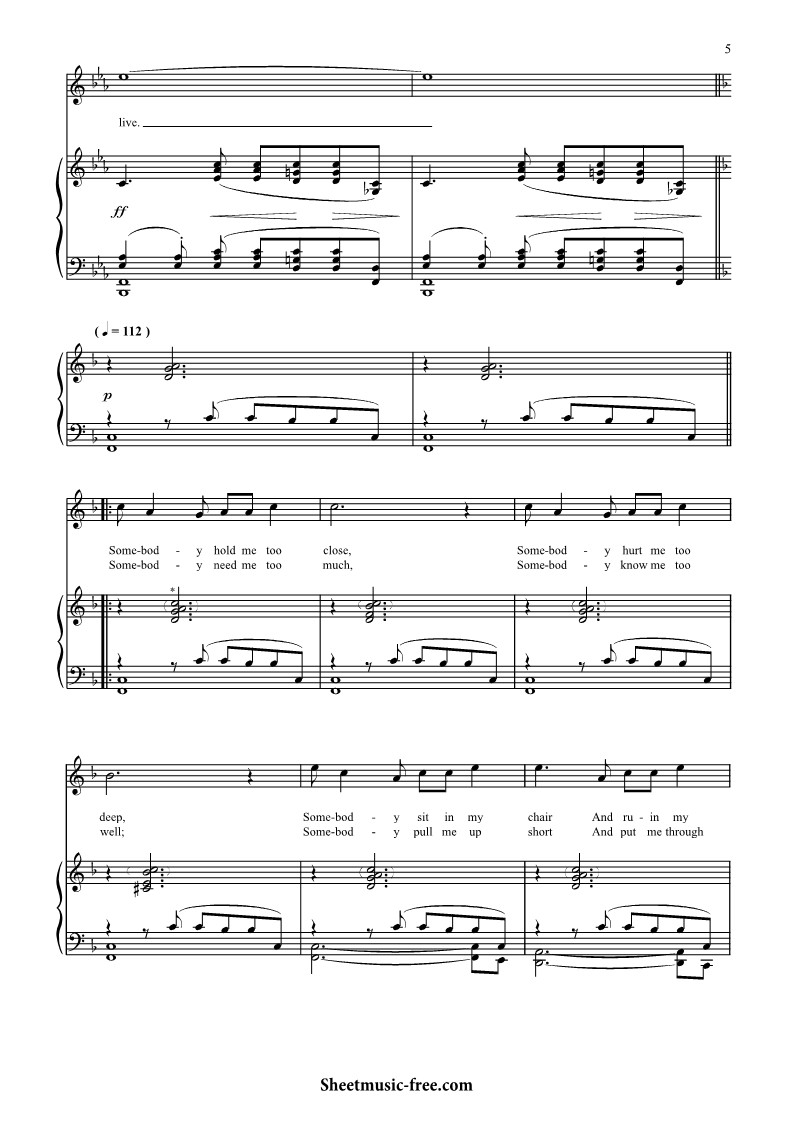 5
live.
ff
( ♩ = 112 )
p
Some-bod - y hold me too close, Some-bod - y hurt me too
Some-bod - y need me too much, Some-bod - y know me too
*
deep, Some-bod - y sit in my chair And ru - in my
well; Some-bod - y pull me up short And put me through
Sheetmusic-free.com